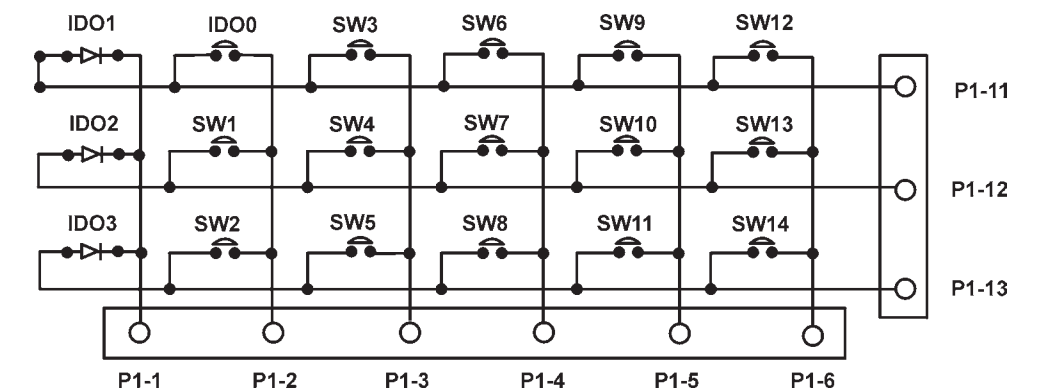 IDO1 IDO0 SW3 SW6 SW9 SW12
P1-11
IDO2 SW1 SW4 SW7 SW10 SW13
P1-12
IDO3 SW2 SW5 SW8 SW11 SW14
P1-13
P1-1 P1-2 P1-3 P1-4 P1-5 P1-6